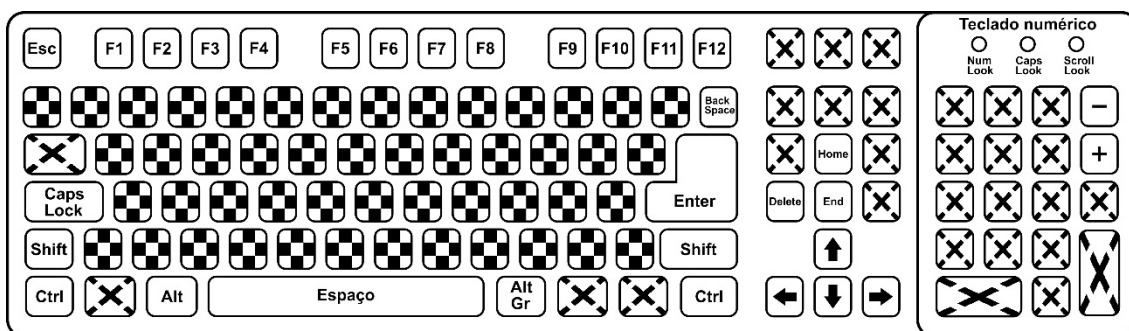 Teclado numérico
Num Look
Caps Look
Scroll Look
Esc F1 F2 F3 F4 F5 F6 F7 F8 F9 F10 F11 F12
Back Space
-
Home
+
Caps Lock
Enter
Delete End
Shift Shift
Ctrl Alt Espaço Alt Gr Ctrl